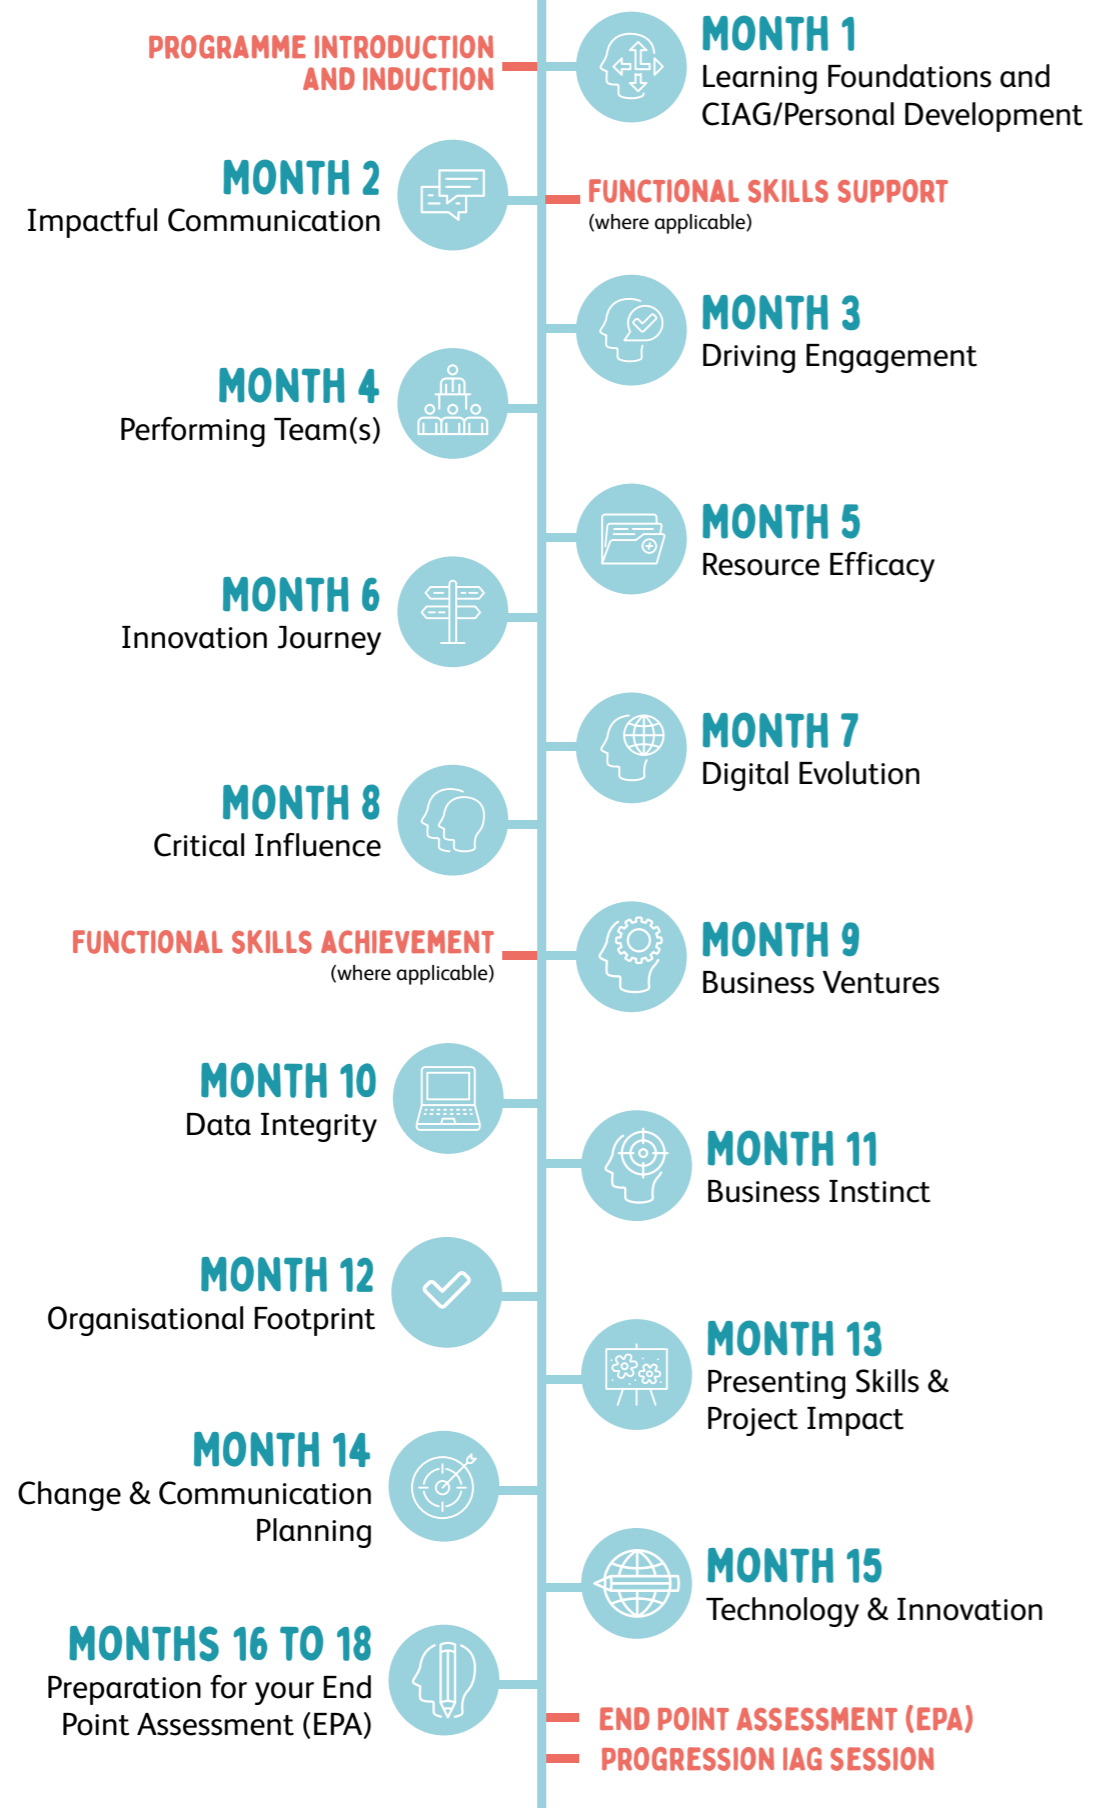 PROGRAMME INTRODUCTION
AND INDUCTION
MONTH 1
Learning Foundations and
CIAG/Personal Development
MONTH 2
Impactful Communication
FUNCTIONAL SKILLS SUPPORT
(where applicable)
MONTH 3
Driving Engagement
MONTH 4
Performing Team(s)
MONTH 5
Resource Efficacy
MONTH 6
Innovation Journey
MONTH 7
Digital Evolution
MONTH 8
Critical Influence
FUNCTIONAL SKILLS ACHIEVEMENT
(where applicable)
MONTH 9
Business Ventures
MONTH 10
Data Integrity
MONTH 11
Business Instinct
MONTH 12
Organisational Footprint
MONTH 13
Presenting Skills &
Project Impact
MONTH 14
Change & Communication
Planning
MONTH 15
Technology & Innovation
MONTHS 16 TO 18
Preparation for your End
Point Assessment (EPA)
END POINT ASSESSMENT (EPA)
PROGRESSION IAG SESSION